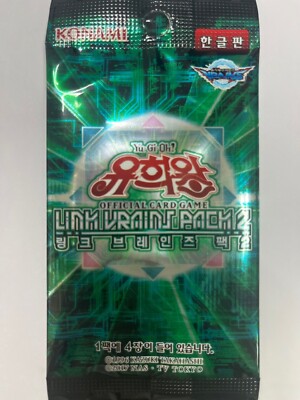 KONAMI
한글판
Yu-Gi-Oh!
유희왕
OFFICIAL CARD GAME
LINK VRAINS PACK 2
링크 브레인즈 팩 2
1팩에 4장이 들어 있습니다.
©1996 KAZUKI TAKAHASHI
©2017 NAS・TV TOKYO